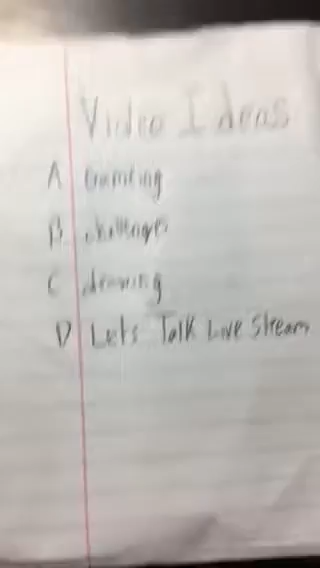 Video Ideas
A Gaming
B. challenges
C drawing
D Lets Talk Live Stream